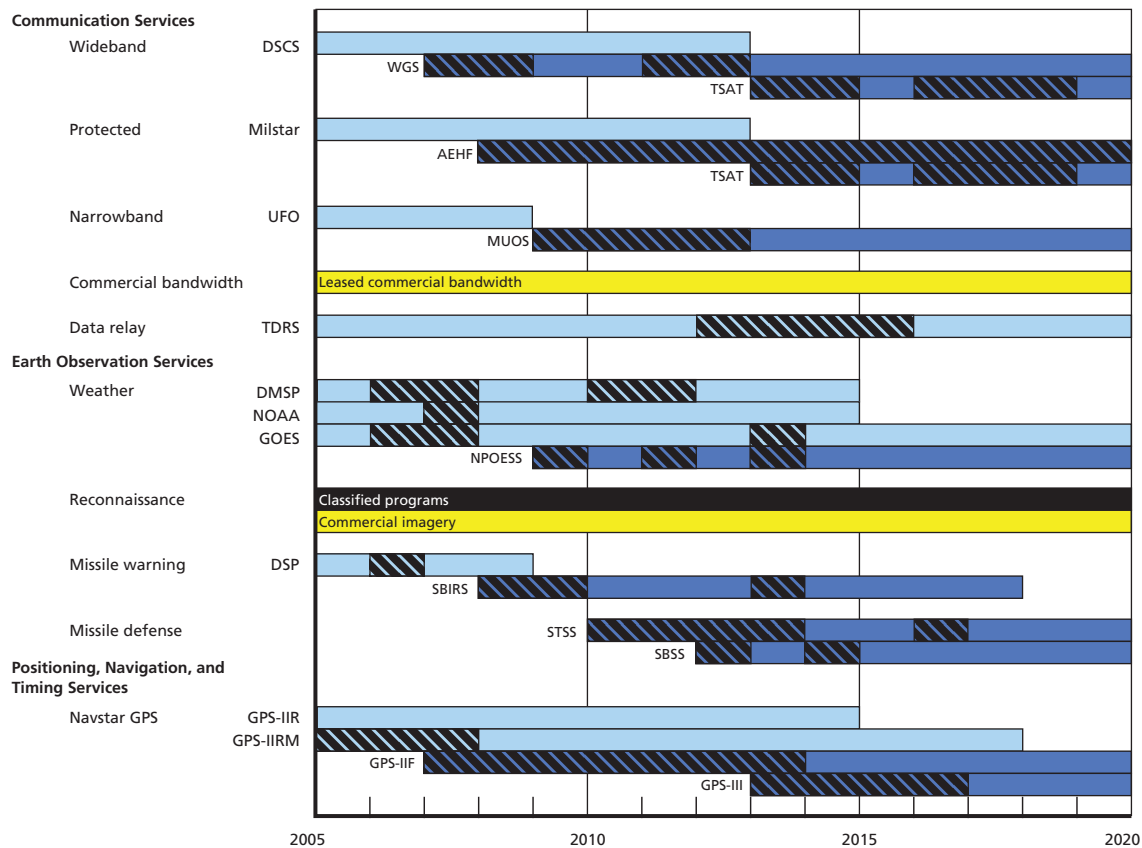 Communication Services
Wideband DSCS
WGS
TSAT
Protected Milstar
AEHF
TSAT
Narrowband UFO
MUOS
Commercial bandwidth Leased commercial bandwidth
Data relay TDRS
Earth Observation Services
Weather DMSP
NOAA
GOES
NPOESS
Reconnaissance Classified programs
Commercial imagery
Missile warning DSP
SBIRS
Missile defense STSS
SBSS
Positioning, Navigation, and
Timing Services
Navstar GPS GPS-IIR
GPS-IIRM
GPS-IIF
GPS-III
2005 2010 2015 2020